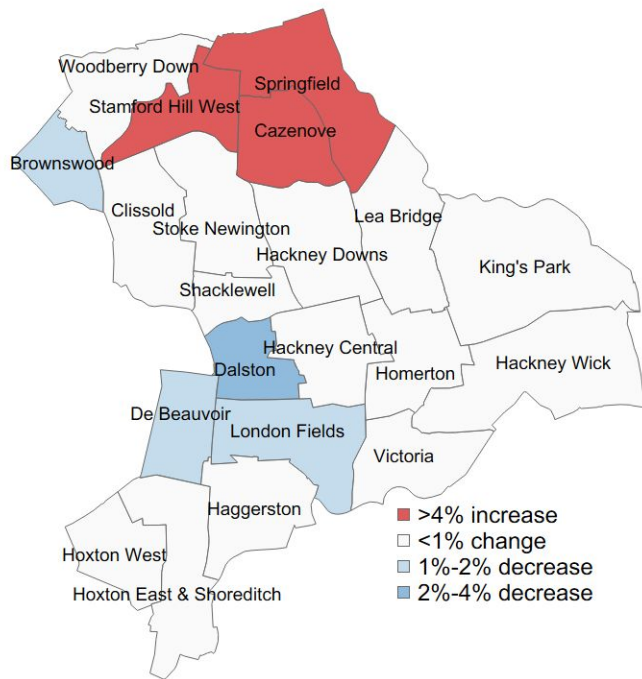 Woodberry Down
Springfield
Stamford Hill West
Cazenove
Brownswood
Clissold
Lea Bridge
Stoke Newington
Hackney Downs
King's Park
Shacklewell
Hackney Central
Hackney Wick
Dalston
Homerton
De Beauvoir
London Fields
Victoria
Haggerston
Hoxton West
Hoxton East & Shoreditch
>4% increase
<1% change
1%-2% decrease
2%-4% decrease